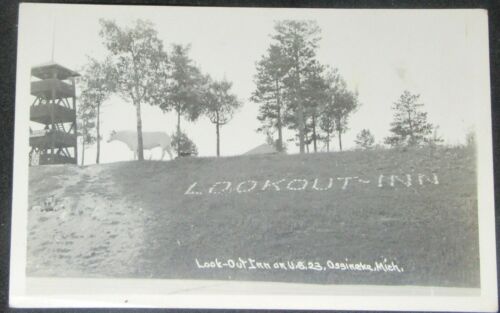 LOOKOUT-INN
Look-Out Inn on U.S. 23, Ossineke, Mich.